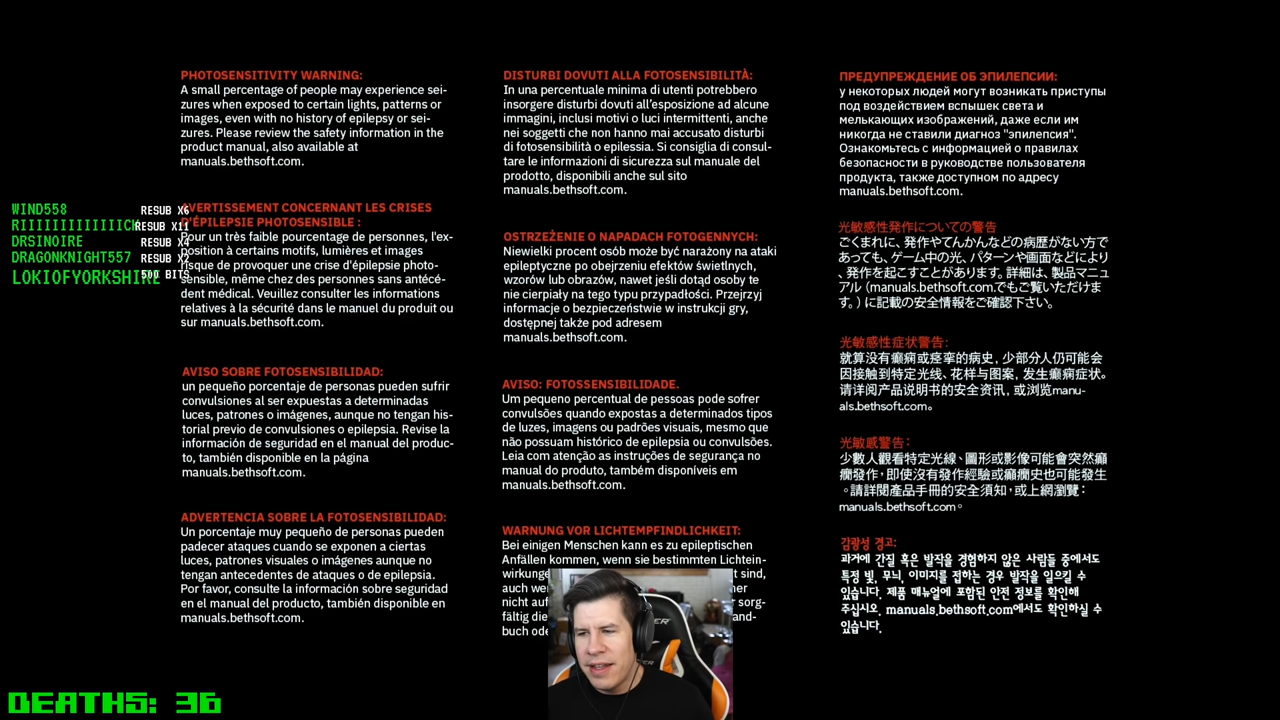 PHOTOSENSITIVITY WARNING:
A small percentage of people may experience sei-
zures when exposed to certain lights, patterns or
images, even with no history of epilepsy or sei-
zures. Please review the safety information in the
product manual, also available at
manuals.bethsoft.com.
WIND558 RESUB X6
RIIIIIIIIIIIICK RESUB X11
DRSINOIRE RESUB X4
DRAGONKNIGHT557 RESUB X7
LOKIOFYORKSHIRE 500 BITS
AVERTISSEMENT CONCERNANT LES CRISES
D'ÉPILEPSIE PHOTOSENSIBLE :
Pour un très faible pourcentage de personnes, l'ex-
position à certains motifs, lumières et images
risque de provoquer une crise d'épilepsie photo-
sensible, même chez des personnes sans antécé-
dent médical. Veuillez consulter les informations
relatives à la sécurité dans le manuel du produit ou
sur manuals.bethsoft.com.
AVISO SOBRE FOTOSENSIBILIDAD:
un pequeño porcentaje de personas pueden sufrir
convulsiones al ser expuestas a determinadas
luces, patrones o imágenes, aunque no tengan his-
torial previo de convulsiones o epilepsia. Revise la
información de seguridad en el manual del produc-
to, también disponible en la página
manuals.bethsoft.com.
ADVERTENCIA SOBRE LA FOTOSENSIBILIDAD:
Un porcentaje muy pequeño de personas pueden
padecer ataques cuando se exponen a ciertas
luces, patrones visuales o imágenes aunque no
tengan antecedentes de ataques o de epilepsia.
Por favor, consulte la información sobre seguridad
en el manual del producto, también disponible en
manuals.bethsoft.com.
DISTURBI DOVUTI ALLA FOTOSENSIBILITÀ:
In una percentuale minima di utenti potrebbero
insorgere disturbi dovuti all'esposizione ad alcune
immagini, inclusi motivi o luci intermittenti, anche
nei soggetti che non hanno mai accusato disturbi
di fotosensibilità o epilessia. Si consiglia di consul-
tare le informazioni di sicurezza sul manuale del
prodotto, disponibili anche sul sito
manuals.bethsoft.com.
OSTRZEŻENIE O NAPADACH FOTOGENNYCH:
Niewielki procent osób może być narażony na ataki
epileptyczne po obejrzeniu efektów świetlnych,
wzorów lub obrazów, nawet jeśli dotąd osoby te
nie cierpiały na tego typu przypadłości. Przejrzyj
informacje o bezpieczeństwie w instrukcji gry,
dostępnej także pod adresem
manuals.bethsoft.com.
AVISO: FOTOSSENSIBILIDADE.
Um pequeno percentual de pessoas pode sofrer
convulsões quando expostas a determinados tipos
de luzes, imagens ou padrões visuais, mesmo que
não possuam histórico de epilepsia ou convulsões.
Leia com atenção as instruções de segurança no
manual do produto, também disponíveis em
manuals.bethsoft.com.
WARNUNG VOR LICHTEMPFINDLICHKEIT:
Bei einigen Menschen kann es zu epileptischen
Anfällen kommen, wenn sie bestimmten Lichtein-
wirkunge t sind,
auch we
nicht auf sorg-
fältig die and-
buch ode
ПРЕДУПРЕЖДЕНИЕ ОБ ЭПИЛЕПСИИ:
у некоторых людей могут возникать приступы
под воздействием вспышек света и
мелькающих изображений, даже если им
никогда не ставили диагноз "эпилепсия".
Ознакомьтесь с информацией о правилах
безопасности в руководстве пользователя
продукта, также доступном по адресу
manuals.bethsoft.com.
光敏感性発作についての警告
ごくまれに、発作やてんかんなどの病歴がない方で
あっても、ゲーム中の光、パターンや画面などにより
、発作を起こすことがあります。詳細は、製品マニュ
アル（manuals.bethsoft.comでもご覧いただけま
す。）に記載の安全情報をご確認下さい。
光敏感性症状警告:
就算没有癫痫或痉挛的病史，少部分人仍可能会
因接触到特定光线、花样与图案，发生癫痫症状。
请详阅产品说明书的安全资讯，或浏览manu-
als.bethsoft.com。
光敏感警告：
少數人觀看特定光線、圖形或影像可能會突然癲
癇發作，即使沒有發作經驗或癲癇史也可能發生
。請詳閱產品手冊的安全須知，或上網瀏覽：
manuals.bethsoft.com。
감광성 경고:
과거에 간질 혹은 발작을 경험하지 않은 사람들 중에서도
특정 빛, 무늬, 이미지를 접하는 경우 발작을 일으킬 수
있습니다. 제품 매뉴얼에 포함된 안전 정보를 확인해
주십시오. manuals.bethsoft.com에서도 확인하실 수
있습니다.
DEATHS: 36